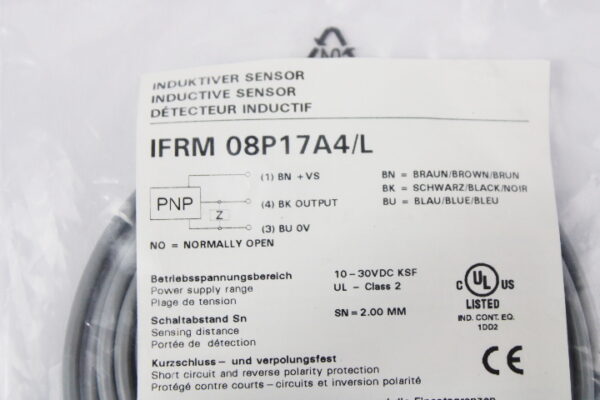 INDUKTIVER SENSOR
INDUCTIVE SENSOR
DÉTECTEUR INDUCTIF
IFRM 08P17A4/L
(1) BN +VS
BN = BRAUN/BROWN/BRUN
PNP
Z
(4) BK OUTPUT
BK = SCHWARZ/BLACK/NOIR
(3) BU 0V
BU = BLAU/BLUE/BLEU
NO = NORMALLY OPEN
Betriebsspannungsbereich 10-30VDC KSF
Power supply range UL - Class 2
Plage de tension
Schaltabstand Sn SN = 2.00 MM
Sensing distance
Portée de détection
C UL US
LISTED
IND. CONT. EQ.
1DD2
Kurzschluss - und verpolungsfest
Short circuit and reverse polarity protection
Protégé contre courts-circuits et inversion polarité
CE